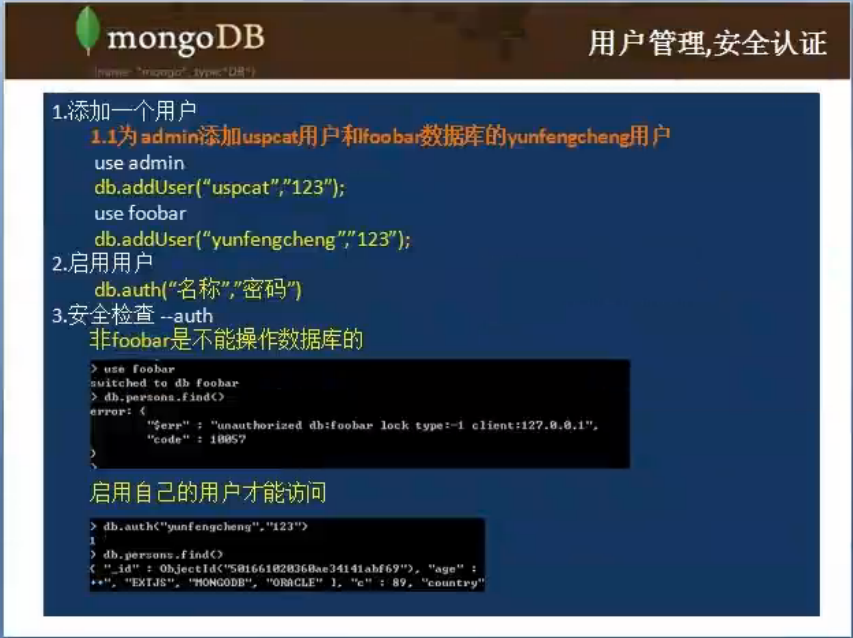 mongoDB
{name: "mongo", type:"DB"}
用户管理,安全认证
1.添加一个用户
1.1为admin添加uspcat用户和foobar数据库的yunfengcheng用户
use admin
db.addUser(“uspcat”,”123”);
use foobar
db.addUser(“yunfengcheng”,”123”);
2.启用用户
db.auth(“名称”,”密码”)
3.安全检查 --auth
非foobar是不能操作数据库的
> use foobar
switched to db foobar
> db.persons.find()
error: {
"$err" : "unauthorized db:foobar lock type:-1 client:127.0.0.1",
"code" : 10057
}
启用自己的用户才能访问
> db.auth("yunfengcheng","123")
1
> db.persons.find()
{ "_id" : ObjectId("501661020360ae34141abf69"), "age" :
++", "EXTJS", "MONGODB", "ORACLE" ], "c" : 89, "country"